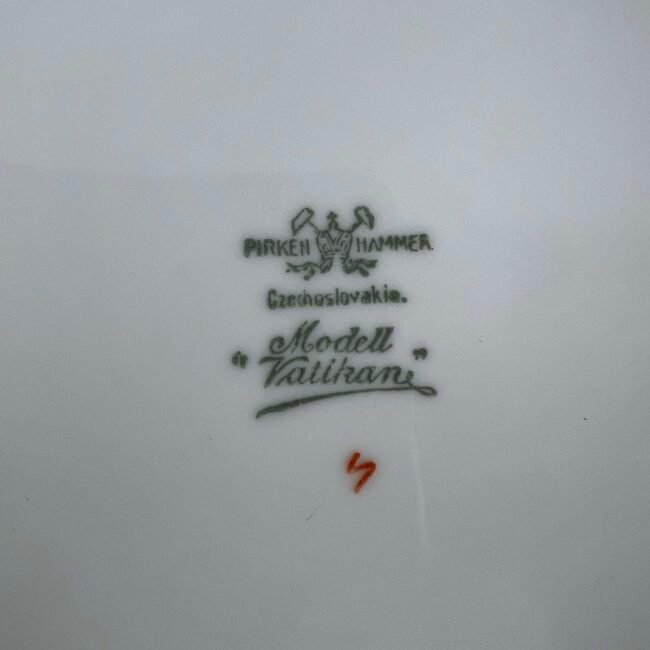 PIRKEN HAMMER
Czechoslovakia.
"Modell
Vatikan"